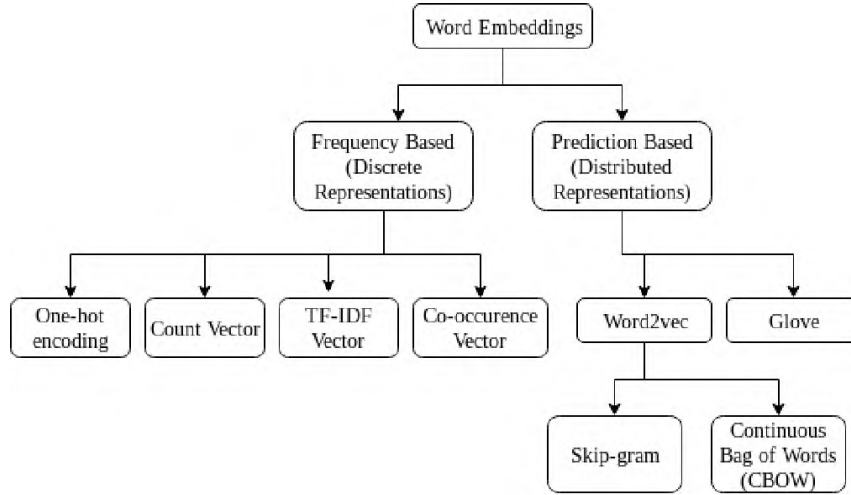 Word Embeddings
Frequency Based
(Discrete
Representations)
Prediction Based
(Distributed
Representations)
One-hot
encoding
Count Vector
TF-IDF
Vector
Co-occurence
Vector
Word2vec
Glove
Skip-gram
Continuous
Bag of Words
(CBOW)